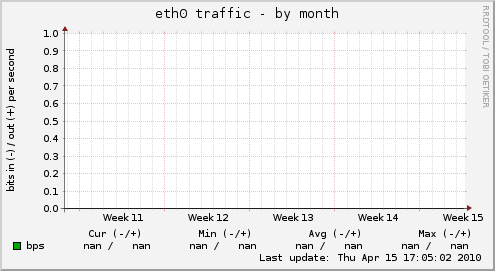 eth0 traffic - by month
RRDTOOL / TOBI OETIKER
bits in (-) / out (+) per second
1.0
0.9
0.8
0.7
0.6
0.5
0.4
0.3
0.2
0.1
0.0
Week 11 Week 12 Week 13 Week 14 Week 15
Cur (-/+) Min (-/+) Avg (-/+) Max (-/+)
bps nan / nan nan / nan nan / nan nan / nan
Last update: Thu Apr 15 17:05:02 2010